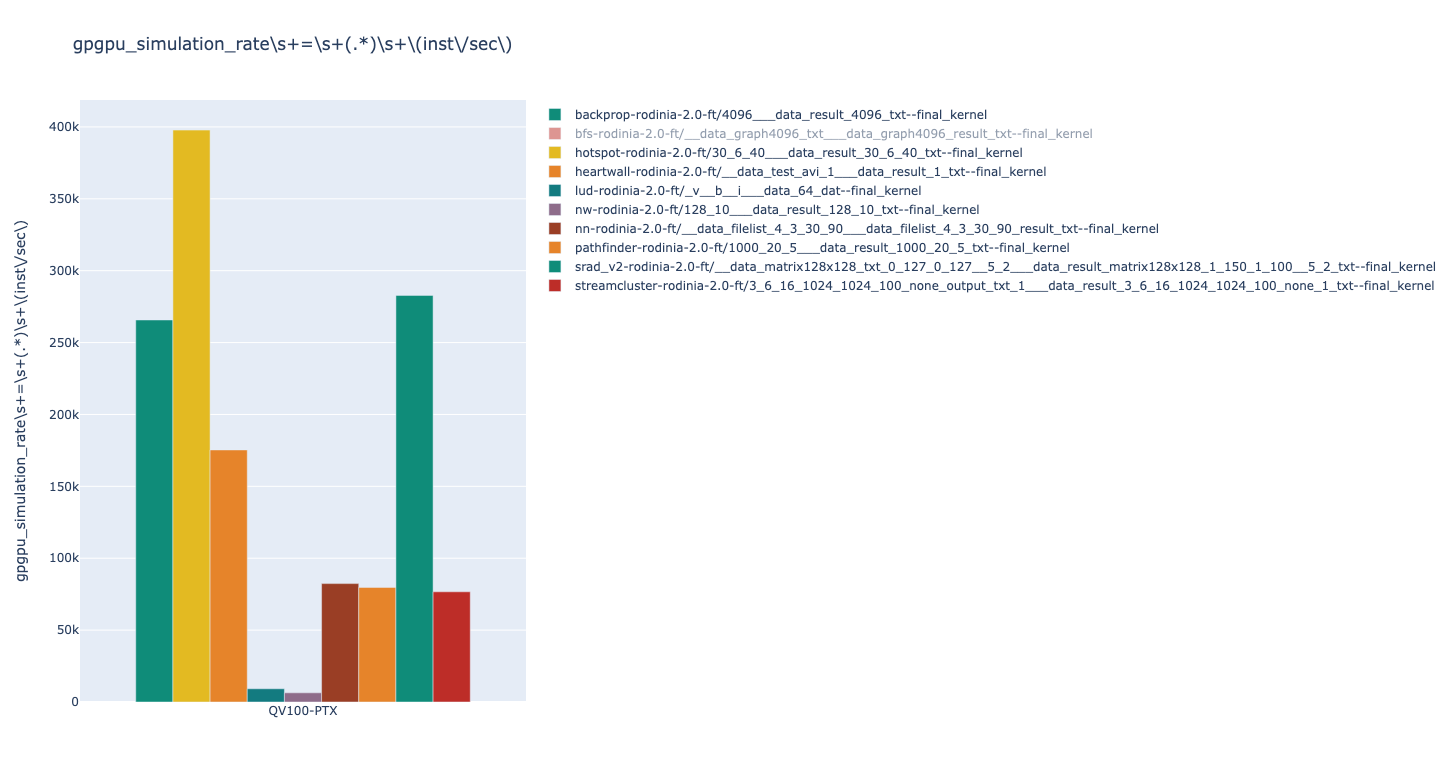 gpgpu_simulation_rate\s+=\s+(.*)\s+\(inst\/sec\)
gpgpu_simulation_rate\s+=\s+(.*)\s+\(inst\/sec\)
400k
350k
300k
250k
200k
150k
100k
50k
0
QV100-PTX
backprop-rodinia-2.0-ft/4096___data_result_4096_txt--final_kernel
bfs-rodinia-2.0-ft/__data_graph4096_txt___data_graph4096_result_txt--final_kernel
hotspot-rodinia-2.0-ft/30_6_40___data_result_30_6_40_txt--final_kernel
heartwall-rodinia-2.0-ft/__data_test_avi_1___data_result_1_txt--final_kernel
lud-rodinia-2.0-ft/_v__b__i___data_64_dat--final_kernel
nw-rodinia-2.0-ft/128_10___data_result_128_10_txt--final_kernel
nn-rodinia-2.0-ft/__data_filelist_4_3_30_90___data_filelist_4_3_30_90_result_txt--final_kernel
pathfinder-rodinia-2.0-ft/1000_20_5___data_result_1000_20_5_txt--final_kernel
srad_v2-rodinia-2.0-ft/__data_matrix128x128_txt_0_127_0_127__5_2___data_result_matrix128x128_1_150_1_100__5_2_txt--final_kernel
streamcluster-rodinia-2.0-ft/3_6_16_1024_1024_100_none_output_txt_1___data_result_3_6_16_1024_1024_100_none_1_txt--final_kernel